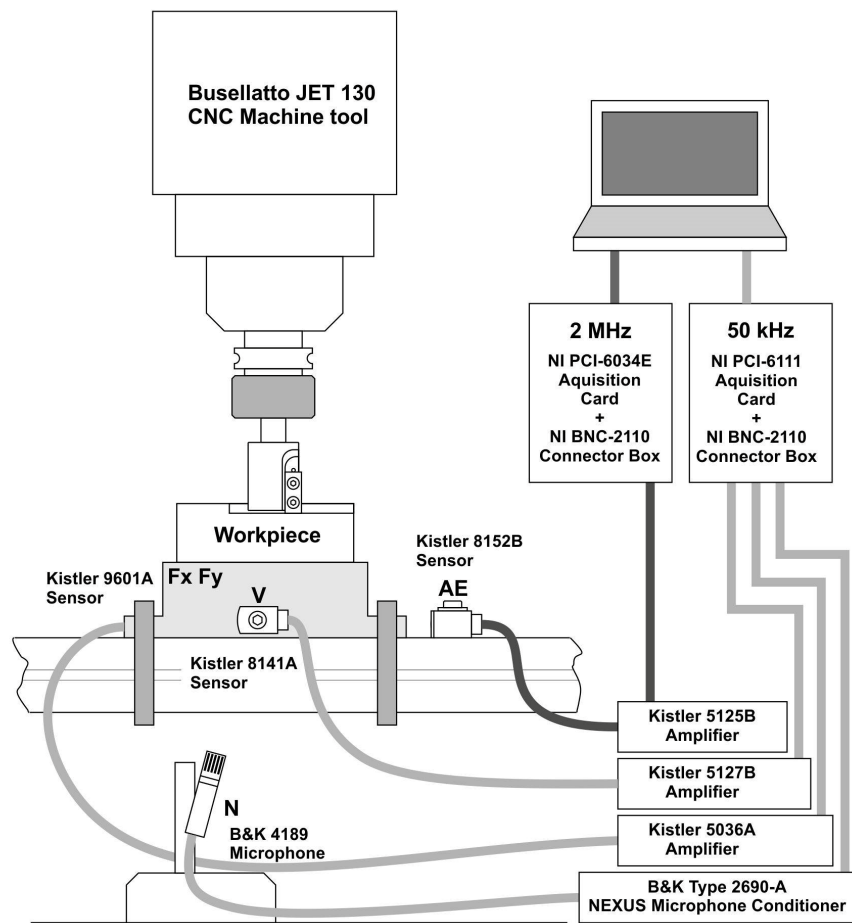 Busellatto JET 130
CNC Machine tool
2 MHz
NI PCI-6034E
Aquisition
Card
+
NI BNC-2110
Connector Box
50 kHz
NI PCI-6111
Aquisition
Card
+
NI BNC-2110
Connector Box
Workpiece
Kistler 8152B
Sensor
AE
Kistler 9601A
Sensor
Fx Fy
V
Kistler 8141A
Sensor
Kistler 5125B
Amplifier
Kistler 5127B
Amplifier
N
B&K 4189
Microphone
Kistler 5036A
Amplifier
B&K Type 2690-A
NEXUS Microphone Conditioner